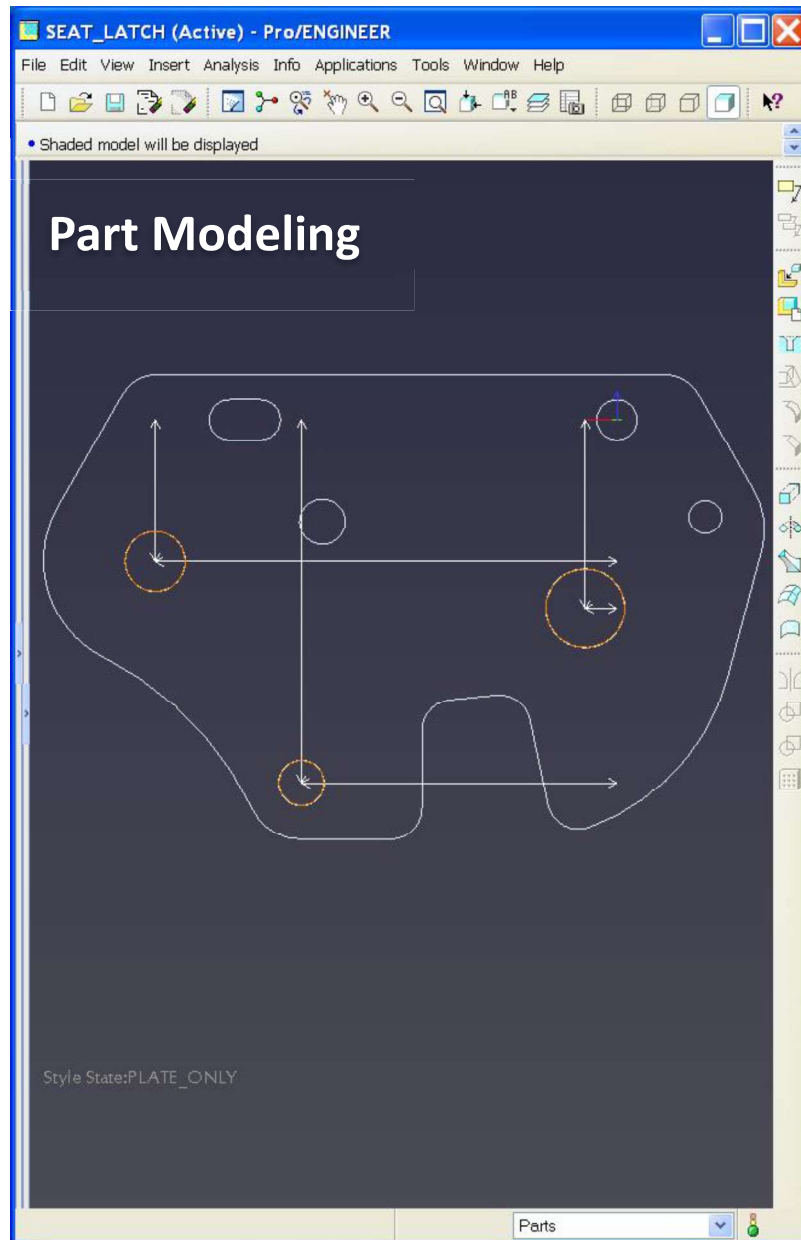 SEAT_LATCH (Active) - Pro/ENGINEER
File Edit View Insert Analysis Info Applications Tools Window Help
• Shaded model will be displayed
Part Modeling
Style State:PLATE_ONLY
Parts